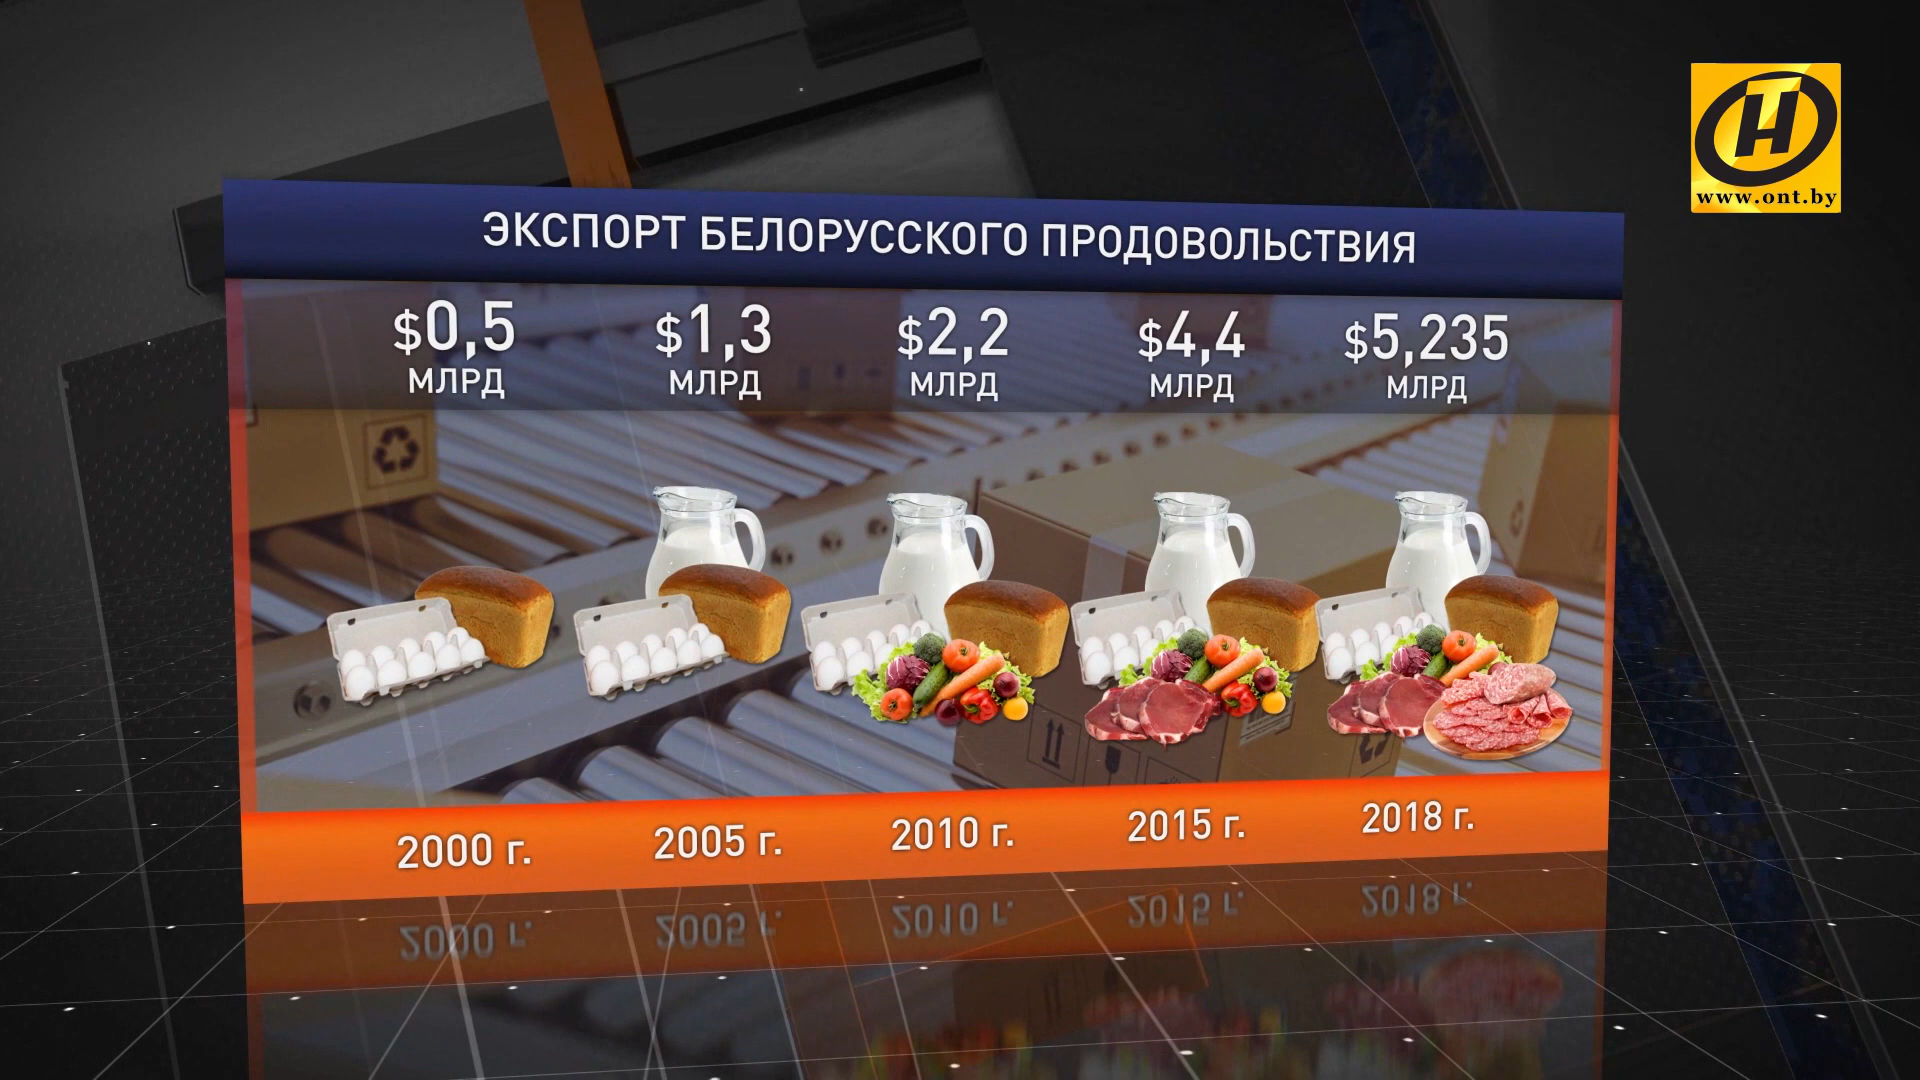 ОНТ
www.ont.by
ЭКСПОРТ БЕЛОРУССКОГО ПРОДОВОЛЬСТВИЯ
$0,5 $1,3 $2,2 $4,4 $5,235
МЛРД МЛРД МЛРД МЛРД МЛРД
2000 г. 2005 г. 2010 г. 2015 г. 2018 г.